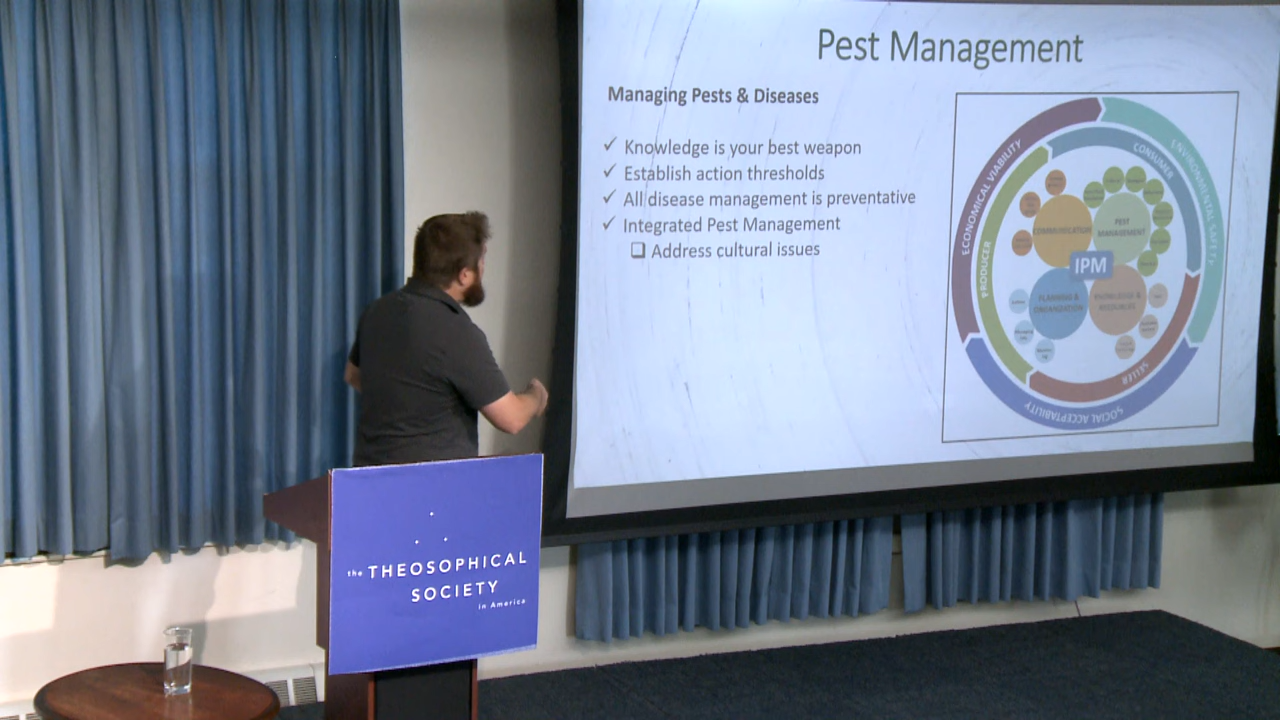 Pest Management
Managing Pests & Diseases
✓ Knowledge is your best weapon
✓ Establish action thresholds
✓ All disease management is preventative
✓ Integrated Pest Management
❑ Address cultural issues
ECONOMICAL VIABILITY
ENVIRONMENTAL SAFETY
SOCIAL ACCEPTABILITY
PRODUCER
CONSUMER
SELLER
COMMUNICATION
PEST
MANAGEMENT
IPM
PLANNING &
ORGANIZATION
KNOWLEDGE &
RESOURCES
the THEOSOPHICAL
SOCIETY
in America